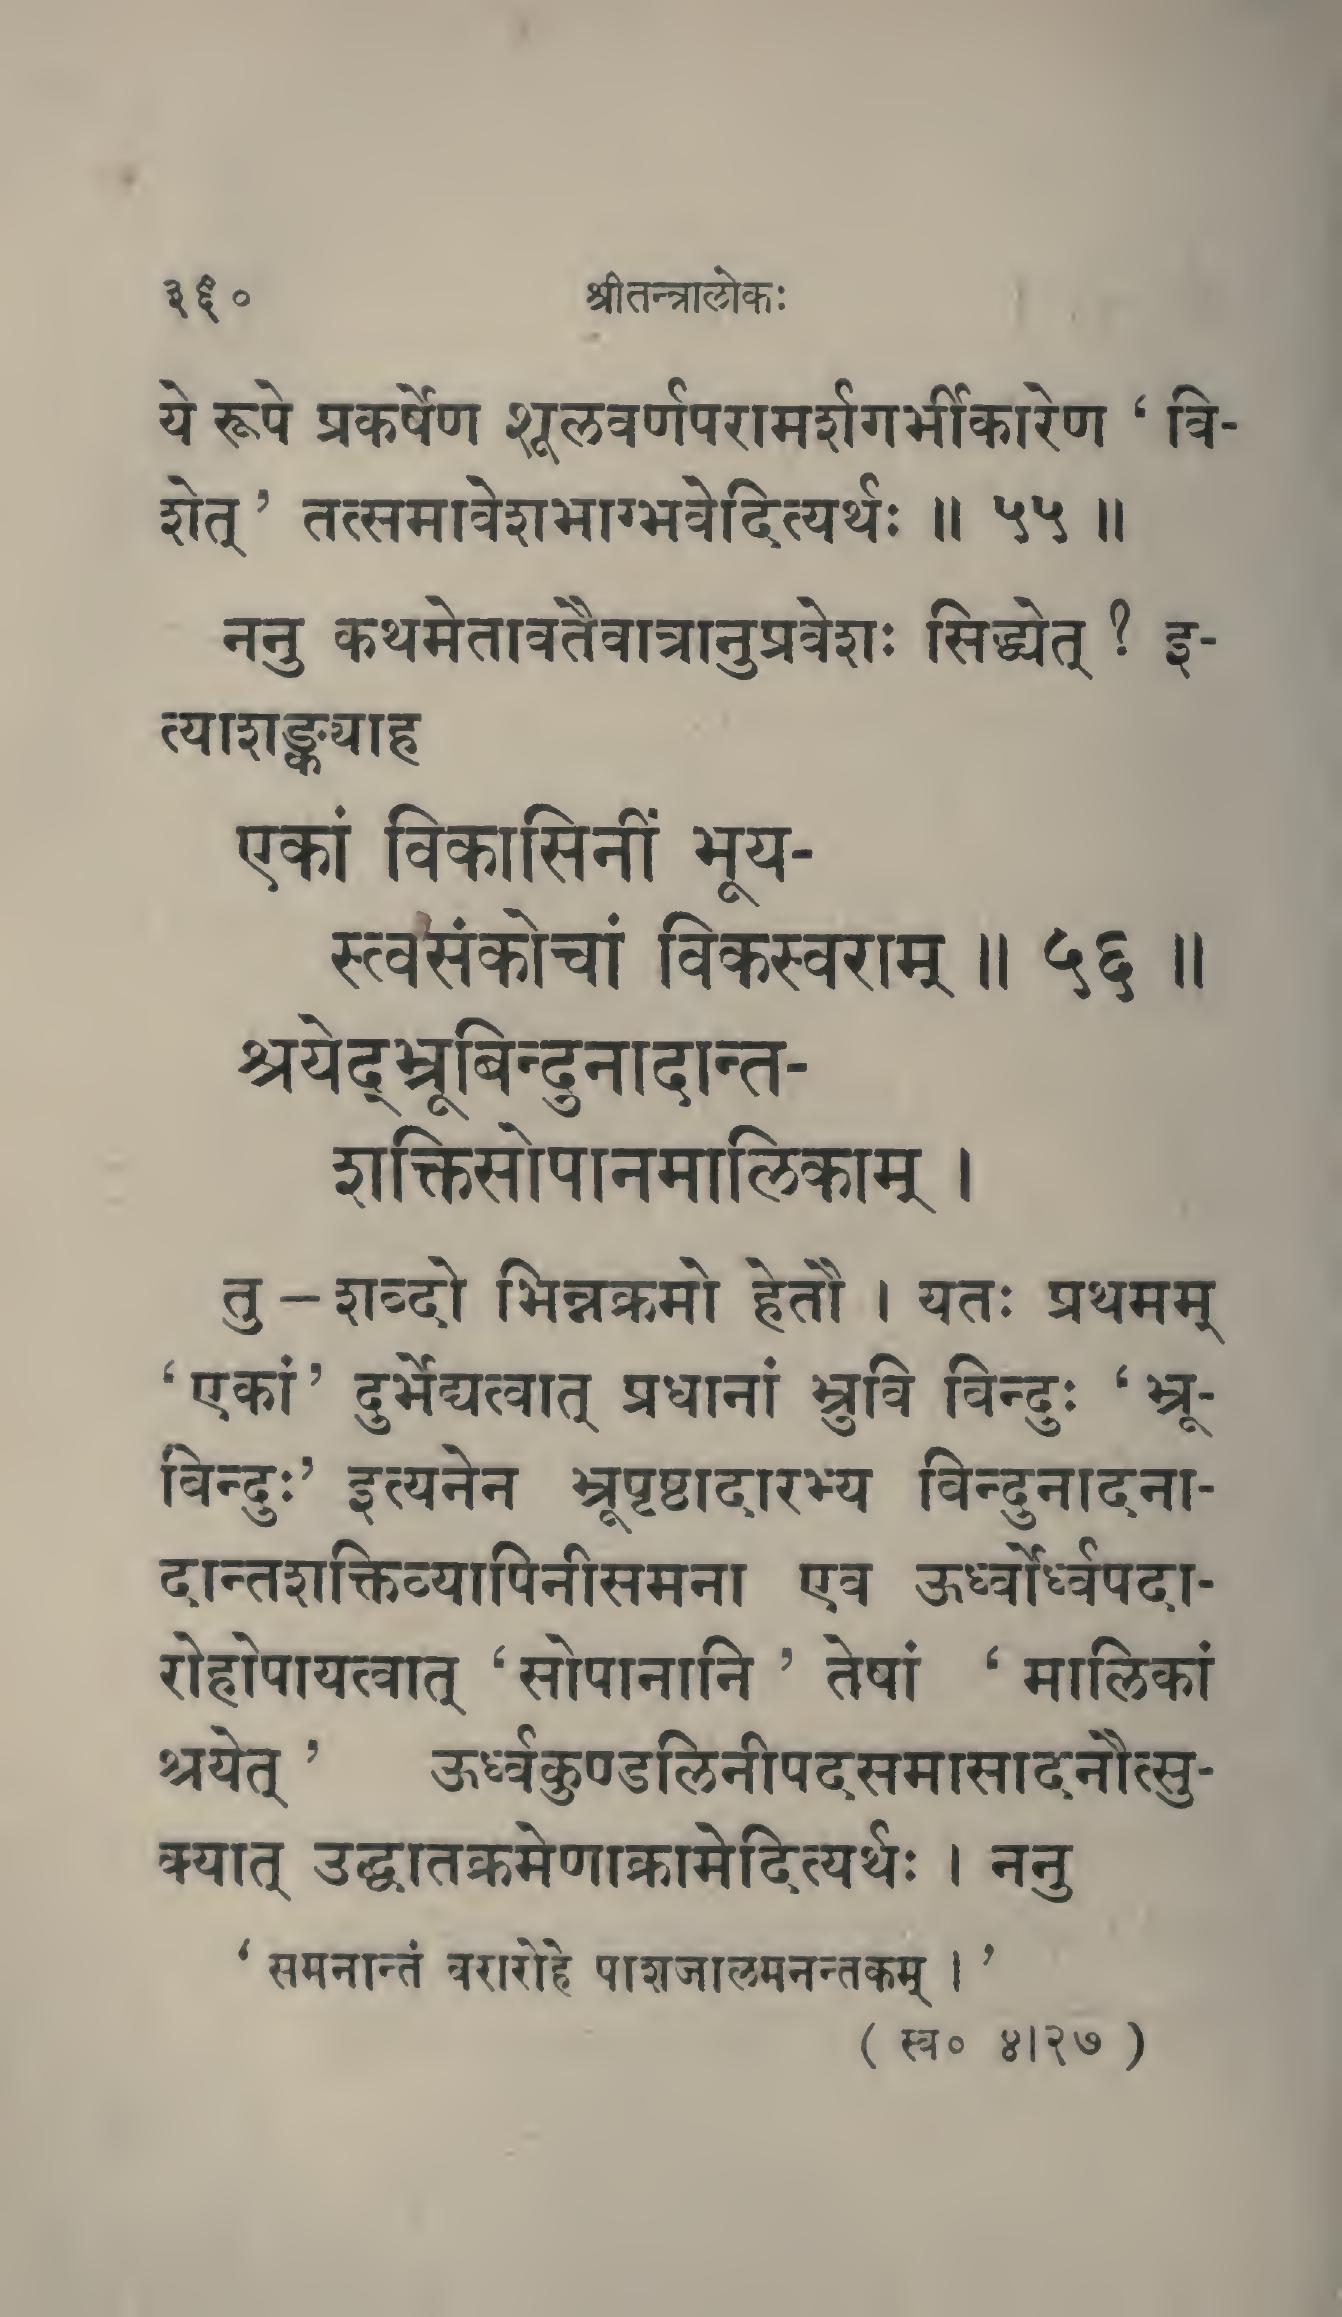 ३६० श्रीतन्त्रालोकः
ये रूपे प्रकर्षेण शूलवर्णपरामर्शगर्भीकारेण ‘ वि-
शेत् ’ तत्समावेशभाग्भवेदित्यर्थः ॥ ५५ ॥
ननु कथमेतावतैवात्रानुप्रवेशः सिद्ध्येत् ? इ-
त्याशङ्क्याह
एकां विकासिनीं भूय-
स्त्वसंकोचां विकस्वराम् ॥ ५६ ॥
श्रयेद्भ्रूबिन्दुनादान्त-
शक्तिसोपानमालिकाम् ।
तु – शब्दो भिन्नक्रमो हेतौ । यतः प्रथमम्
‘ एकां ’ दुर्भेद्यत्वात् प्रधानां भ्रुवि विन्दुः ‘ भ्रू-
विन्दुः ’ इत्यनेन भ्रूपृष्ठादारभ्य विन्दुनादना-
दान्तशक्तिव्यापिनीसमना एव ऊर्ध्वोर्ध्वपदा-
रोहोपायत्वात् ‘ सोपानानि ’ तेषां ‘ मालिकां
श्रयेत् ’ ऊर्ध्वकुण्डलिनीपदसमासादनौत्सु-
क्यात् उद्घातक्रमेणाक्रामेदित्यर्थः । ननु
‘ समनान्तं वरारोहे पाशजालमनन्तकम् । ’
( स्व० ४।२७ )